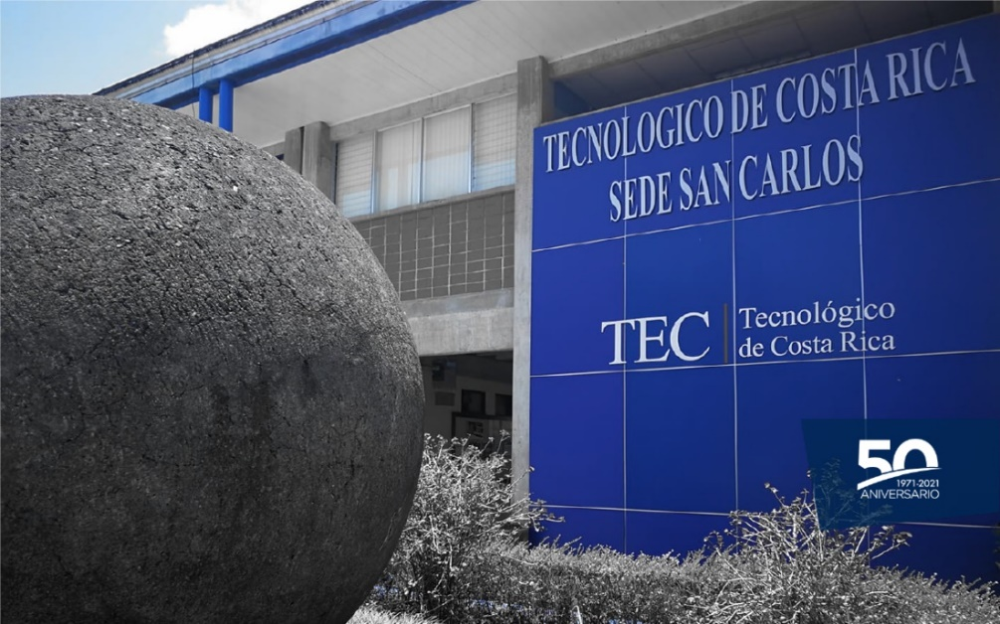 TECNOLOGICO DE COSTA RICA
SEDE SAN CARLOS
TEC
Tecnológico
de Costa Rica
50
1971-2021
ANIVERSARIO